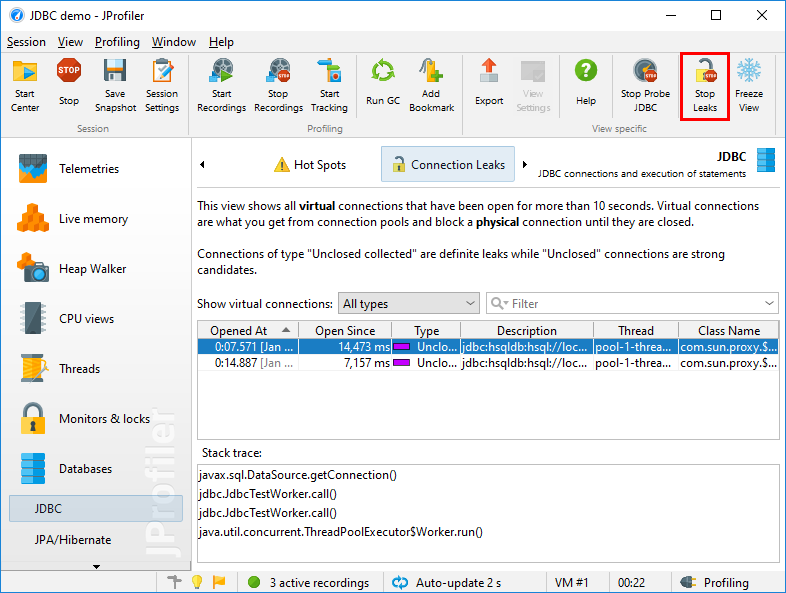 JDBC demo - JProfiler
Session View Profiling Window Help
Start Center
STOP Stop
Save Snapshot
Session Settings
Start Recordings
STOP Stop Recordings
Start Tracking
Run GC
Add Bookmark
Export
View Settings
? Help
STOP Stop Probe JDBC
STOP Stop Leaks
Freeze View
Session
Profiling
View specific
Telemetries
Live memory
Heap Walker
CPU views
Threads
Monitors & locks
Databases
JDBC
JPA/Hibernate
JProfiler
Hot Spots
Connection Leaks
JDBC
JDBC connections and execution of statements
This view shows all virtual connections that have been open for more than 10 seconds. Virtual connections
are what you get from connection pools and block a physical connection until they are closed.
Connections of type "Unclosed collected" are definite leaks while "Unclosed" connections are strong
candidates.
Show virtual connections: All types Filter
Opened At Open Since Type Description Thread Class Name
0:07.571 [Jan ... 14,473 ms Unclo... jdbc:hsqldb:hsql://loc... pool-1-threa... com.sun.proxy.$...
0:14.887 [Jan ... 7,157 ms Unclo... jdbc:hsqldb:hsql://loc... pool-1-threa... com.sun.proxy.$...
Stack trace:
javax.sql.DataSource.getConnection()
jdbc.JdbcTestWorker.call()
jdbc.JdbcTestWorker.call()
java.util.concurrent.ThreadPoolExecutor$Worker.run()
3 active recordings Auto-update 2 s VM #1 00:22 Profiling